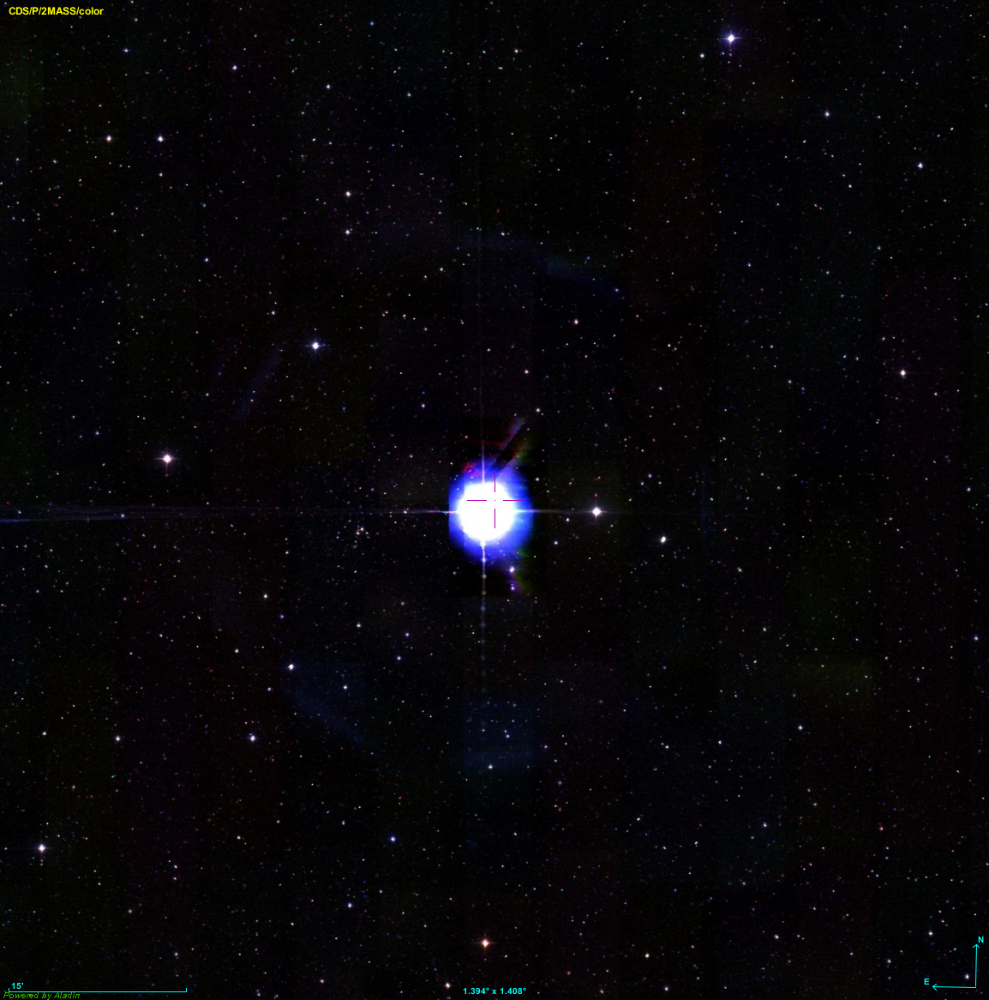 CDS/P/2MASS/color
N
E
15'
1.394° x 1.408°
Powered by Aladin